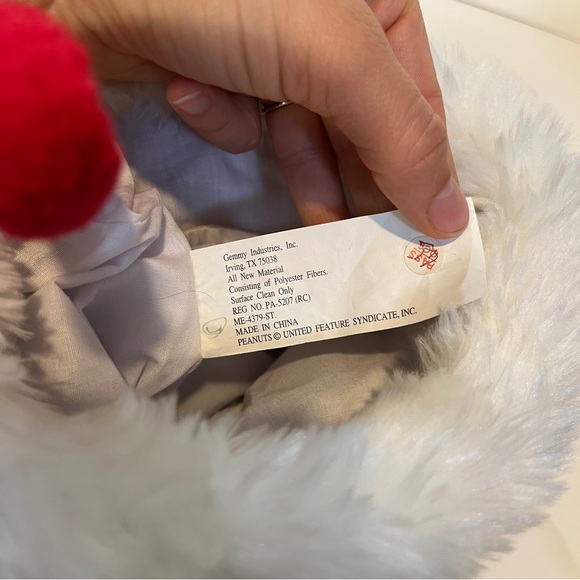 Gemmy Industries, Inc.
Irving, TX 75038
All New Material
Consisting of Polyester Fibers.
Surface Clean Only
REG NO. PA-5207 (RC)
ME-4379-ST.
MADE IN CHINA
PEANUTS © UNITED FEATURE SYNDICATE, INC.